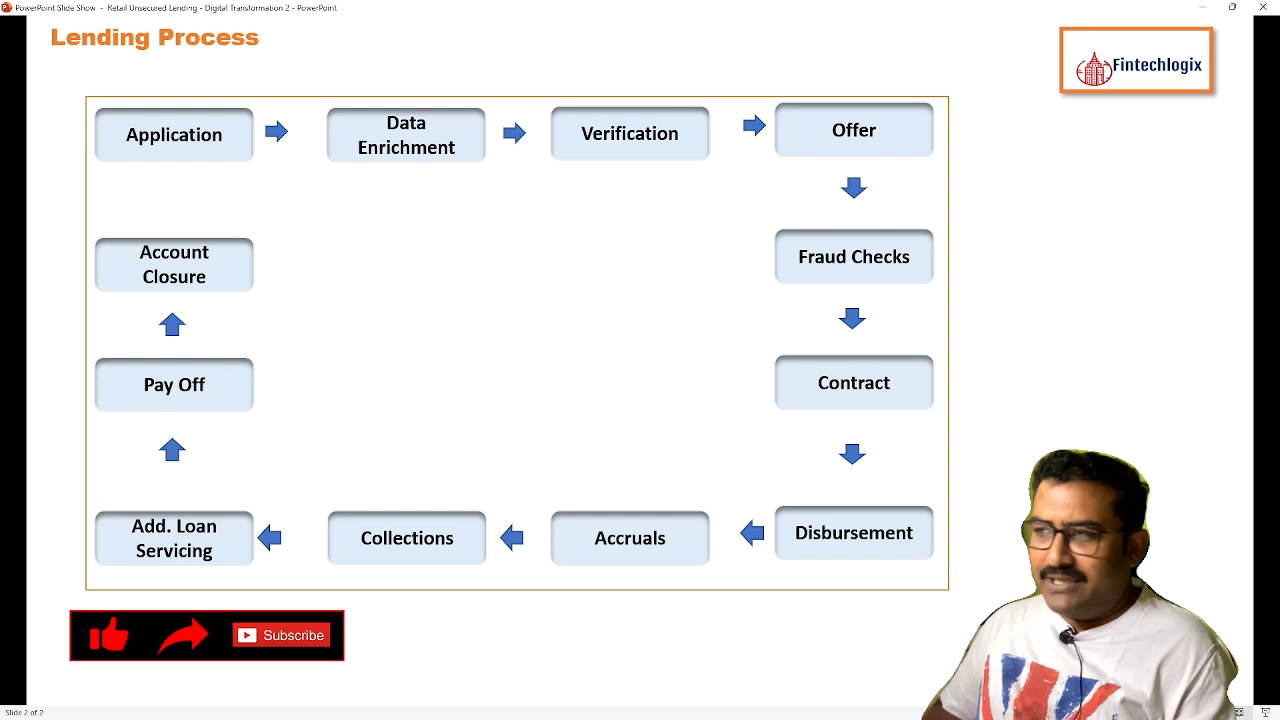 PowerPoint Slide Show - Retail Unsecured Lending - Digital Transformation 2 - PowerPoint
Lending Process
Fintechlogix
Application
Data
Enrichment
Verification
Offer
Fraud Checks
Contract
Disbursement
Accruals
Collections
Add. Loan
Servicing
Pay Off
Account
Closure
Subscribe
Slide 2 of 2